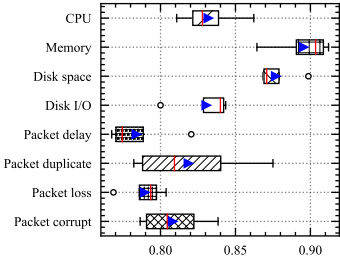 CPU
Memory
Disk space
Disk I/O
Packet delay
Packet duplicate
Packet loss
Packet corrupt
0.80 0.85 0.90